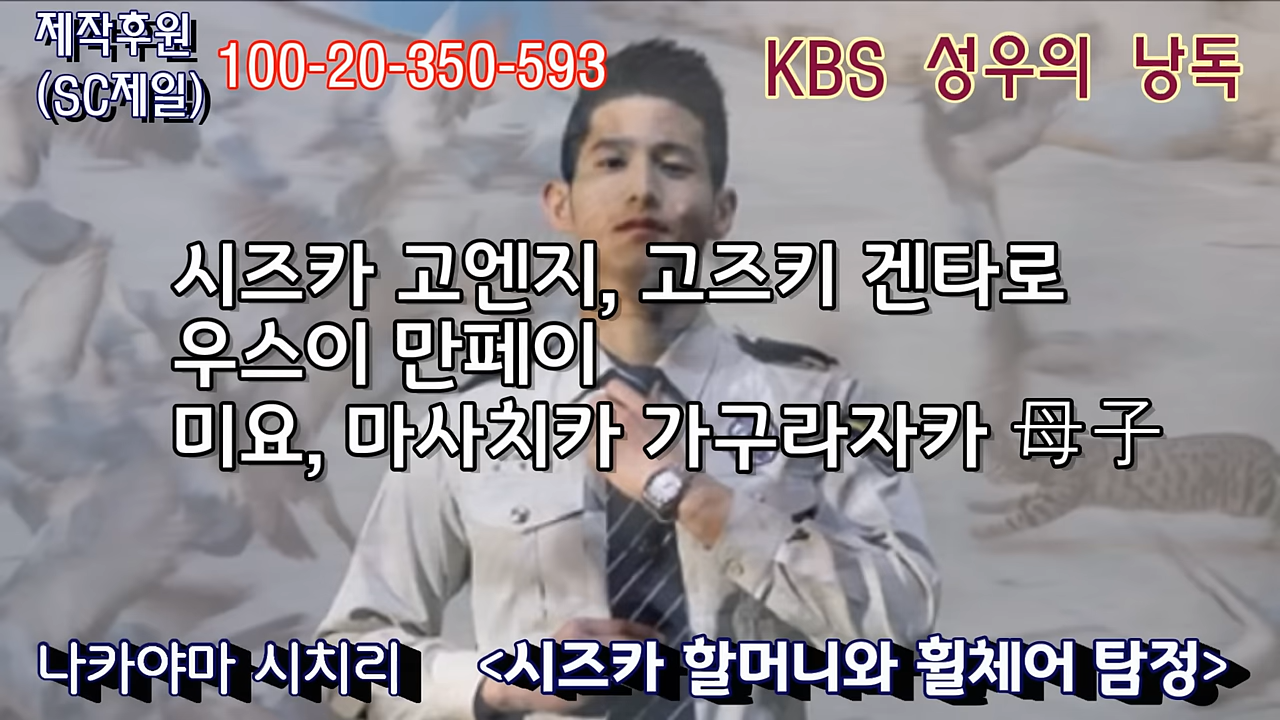 제작후원
(SC제일)
100-20-350-593
KBS 성우의 낭독
시즈카 고엔지, 고즈키 겐타로
우스이 만페이
미요, 마사치카 가구라자카 母子
나카야마 시치리
<시즈카 할머니와 휠체어 탐정>